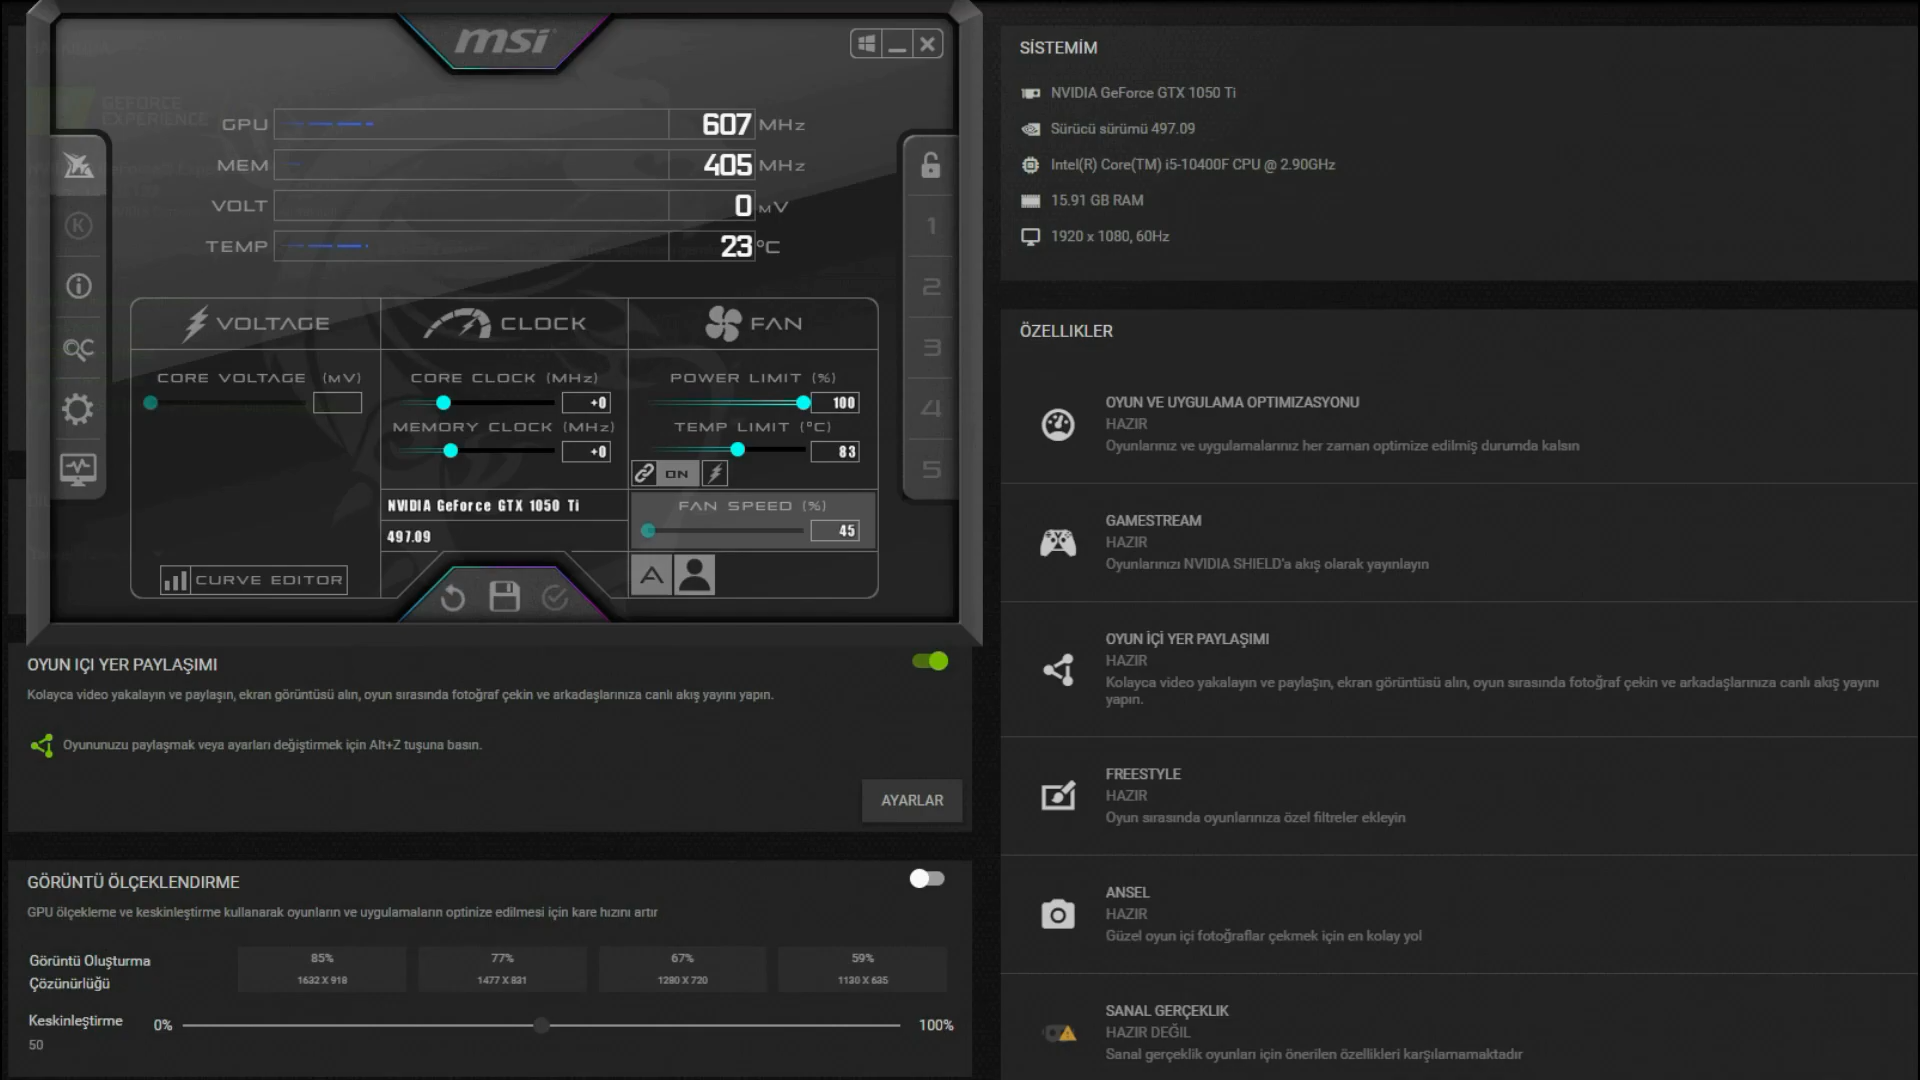 msi
GEFORCE
EXPERIENCE
GPU 607 MHz
MEM 405 MHz
VOLT 0 MV
TEMP 23 °C
K
1
2
3
4
5
VOLTAGE
CLOCK
FAN
CORE VOLTAGE (MV)
CORE CLOCK (MHz)
+0
MEMORY CLOCK (MHz)
+0
POWER LIMIT (%)
100
TEMP LIMIT (°C)
83
ON
NVIDIA GeForce GTX 1050 Ti
497.09
FAN SPEED (%)
45
CURVE EDITOR
A
OYUN IÇI YER PAYLAŞIMI
Kolayca video yakalayın ve paylaşın, ekran görüntüsü alın, oyun sırasında fotoğraf çekin ve arkadaşlarınıza canlı akış yayını yapın.
Oyununuzu paylaşmak veya ayarları değiştirmek için Alt+Z tuşuna basın.
AYARLAR
GÖRÜNTÜ ÖLÇEKLENDIRME
GPU ölçekleme ve keskinleştirme kullanarak oyunların ve uygulamaların optinize edilmesi için kare hızını artır
Görüntü Oluşturma
Çözünürlüğü
85%
1632 X 918
77%
1477 X 831
67%
1280 X 720
59%
1130 X 635
Keskinleştirme
50
0%
100%
SİSTEMİM
NVIDIA GeForce GTX 1050 Ti
Sürücü sürümü 497.09
Intel(R) Core(TM) i5-10400F CPU @ 2.90GHz
15.91 GB RAM
1920 x 1080, 60Hz
ÖZELLIKLER
OYUN VE UYGULAMA OPTIMIZASYONU
HAZIR
Oyunlarınız ve uygulamalarınız her zaman optimize edilmiş durumda kalsın
GAMESTREAM
HAZIR
Oyunlarınızı NVIDIA SHIELD'a akış olarak yayınlayın
OYUN İÇİ YER PAYLAŞIMI
HAZIR
Kolayca video yakalayın ve paylaşın, ekran görüntüsü alın, oyun sırasında fotoğraf çekin ve arkadaşlarınıza canlı akış yayını
yapın.
FREESTYLE
HAZIR
Oyun sırasında oyunlarınıza özel filtreler ekleyin
ANSEL
HAZIR
Güzel oyun içi fotoğraflar çekmek için en kolay yol
SANAL GERÇEKLIK
HAZIR DEĞIL
Sanal gerçeklik oyunları için önerilen özellikleri karşılamamaktadır